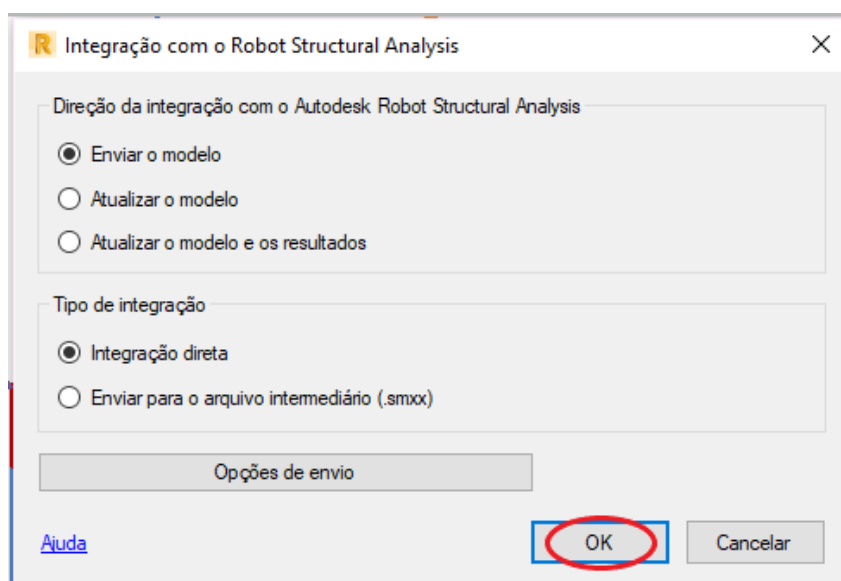 Integração com o Robot Structural Analysis
Direção da integração com o Autodesk Robot Structural Analysis
Enviar o modelo
Atualizar o modelo
Atualizar o modelo e os resultados
Tipo de integração
Integração direta
Enviar para o arquivo intermediário (.smxx)
Opções de envio
Ajuda OK Cancelar